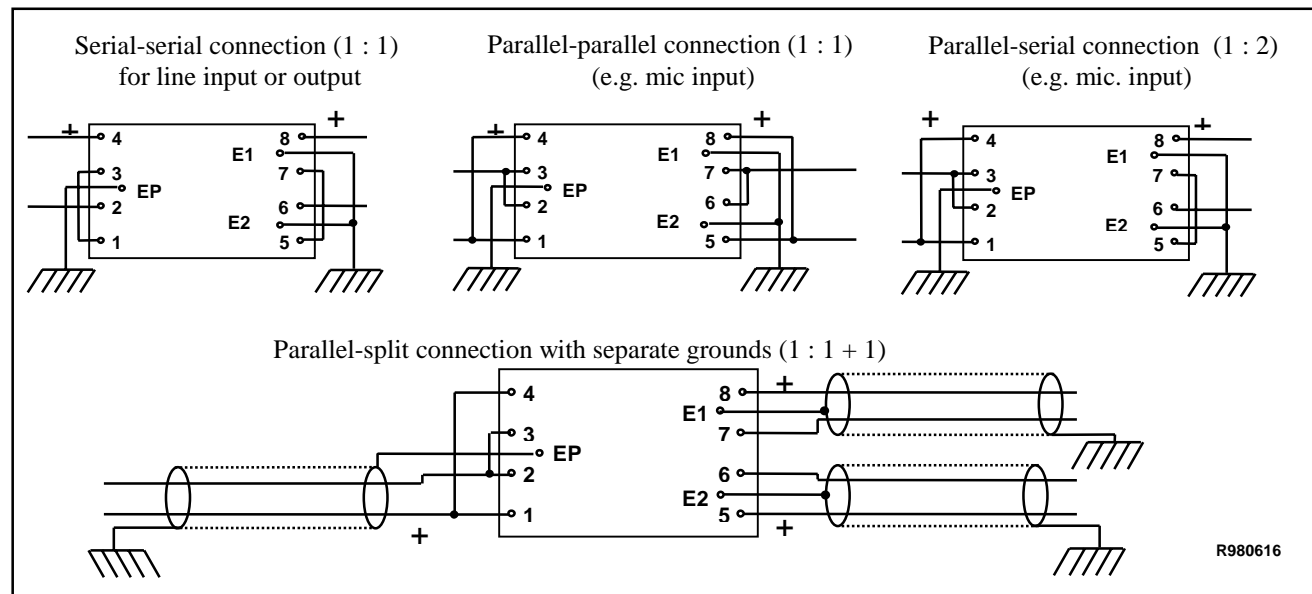 Serial-serial connection (1 : 1)
for line input or output
+
4
3
EP
2
1
+
8
E1
7
6
E2
5
Parallel-parallel connection (1 : 1)
(e.g. mic input)
+
4
3
EP
2
1
+
8
E1
7
6
E2
5
Parallel-serial connection (1 : 2)
(e.g. mic. input)
+
4
3
EP
2
1
+
8
E1
7
6
E2
5
Parallel-split connection with separate grounds (1 : 1 + 1)
4
3
EP
2
1
+
8
+
E1
7
6
E2
5
+
R980616